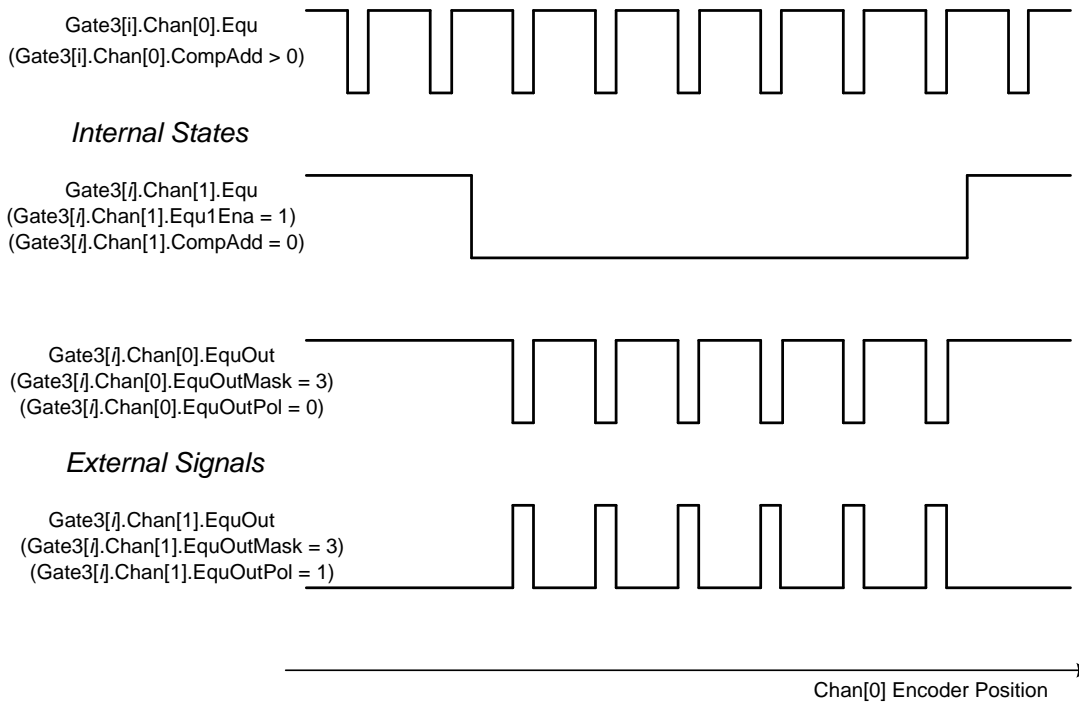 Gate3[i].Chan[0].Equ
(Gate3[i].Chan[0].CompAdd > 0)
Internal States
Gate3[i].Chan[1].Equ
(Gate3[i].Chan[1].Equ1Ena = 1)
(Gate3[i].Chan[1].CompAdd = 0)
Gate3[i].Chan[0].EquOut
(Gate3[i].Chan[0].EquOutMask = 3)
(Gate3[i].Chan[0].EquOutPol = 0)
External Signals
Gate3[i].Chan[1].EquOut
(Gate3[i].Chan[1].EquOutMask = 3)
(Gate3[i].Chan[1].EquOutPol = 1)
Chan[0] Encoder Position